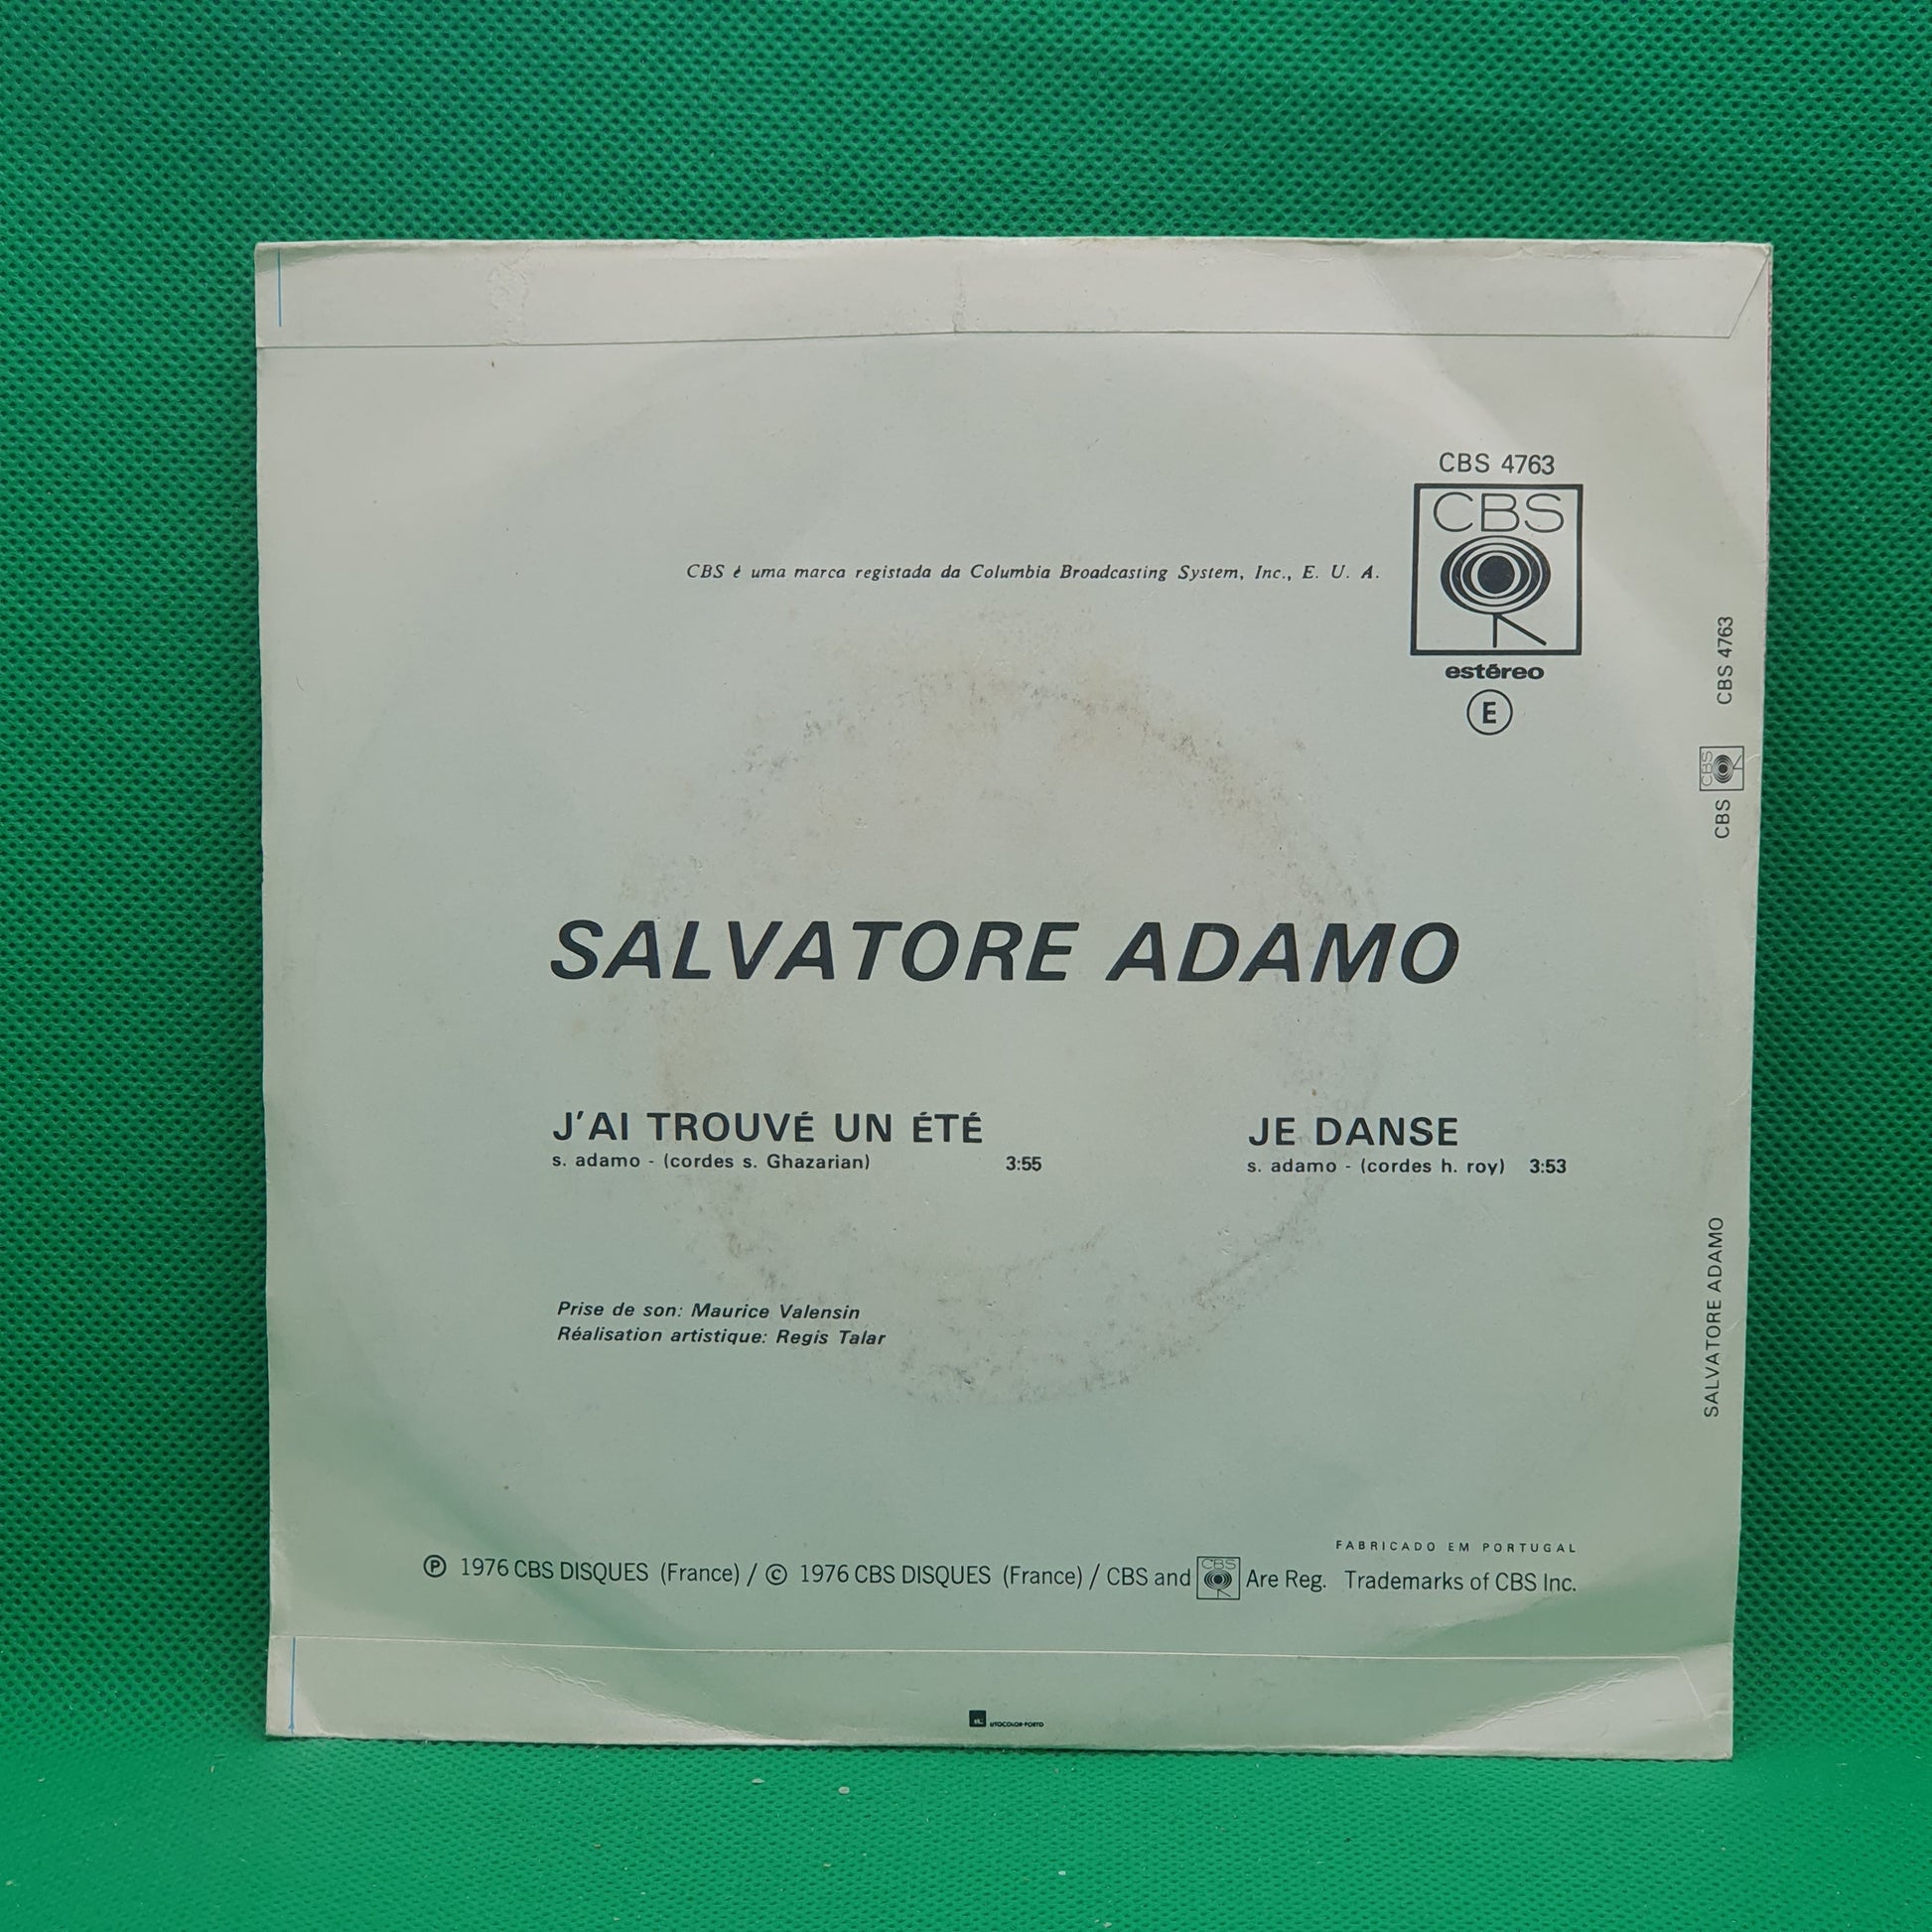 CBS 4763
CBS
CBS é uma marca registada da Columbia Broadcasting System, Inc., E. U. A.
estéreo
E
CBS 4763
CBS
CBS
SALVATORE ADAMO
J'AI TROUVÉ UN ÉTÉ
s. adamo - (cordes s. Ghazarian) 3:55
JE DANSE
s. adamo - (cordes h. roy) 3:53
SALVATORE ADAMO
Prise de son: Maurice Valensin
Réalisation artistique: Regis Talar
FABRICADO EM PORTUGAL
Ⓟ 1976 CBS DISQUES (France) / © 1976 CBS DISQUES (France) / CBS and CBS Are Reg. Trademarks of CBS Inc.